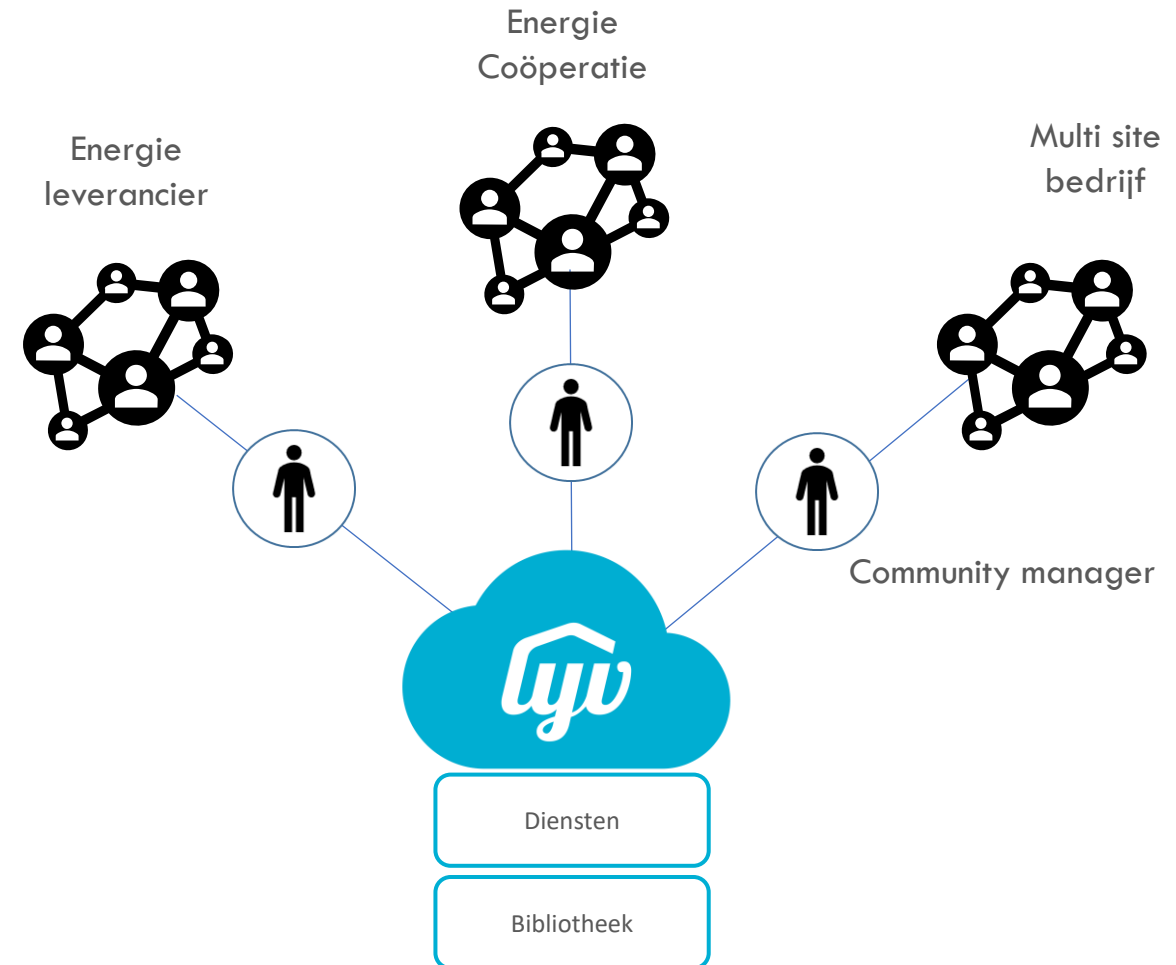 Energie
Coöperatie
Energie
leverancier
Multi site
bedrijf
Community manager
lyv
Diensten
Bibliotheek